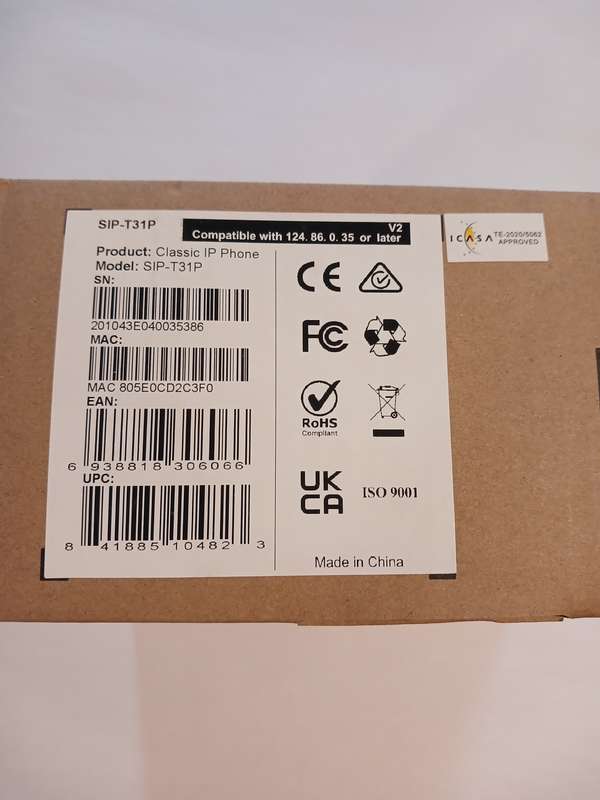 SIP-T31P
V2
Compatible with 124. 86. 0. 35 or later
ICASA TE-2020/5062
APPROVED
Product: Classic IP Phone
Model: SIP-T31P
SN:
201043E040035386
MAC:
MAC 805E0CD2C3F0
EAN:
6 938818 306066
UPC:
8 41885 10482 3
CE
FC
RoHS
Compliant
UK
CA
ISO 9001
Made in China